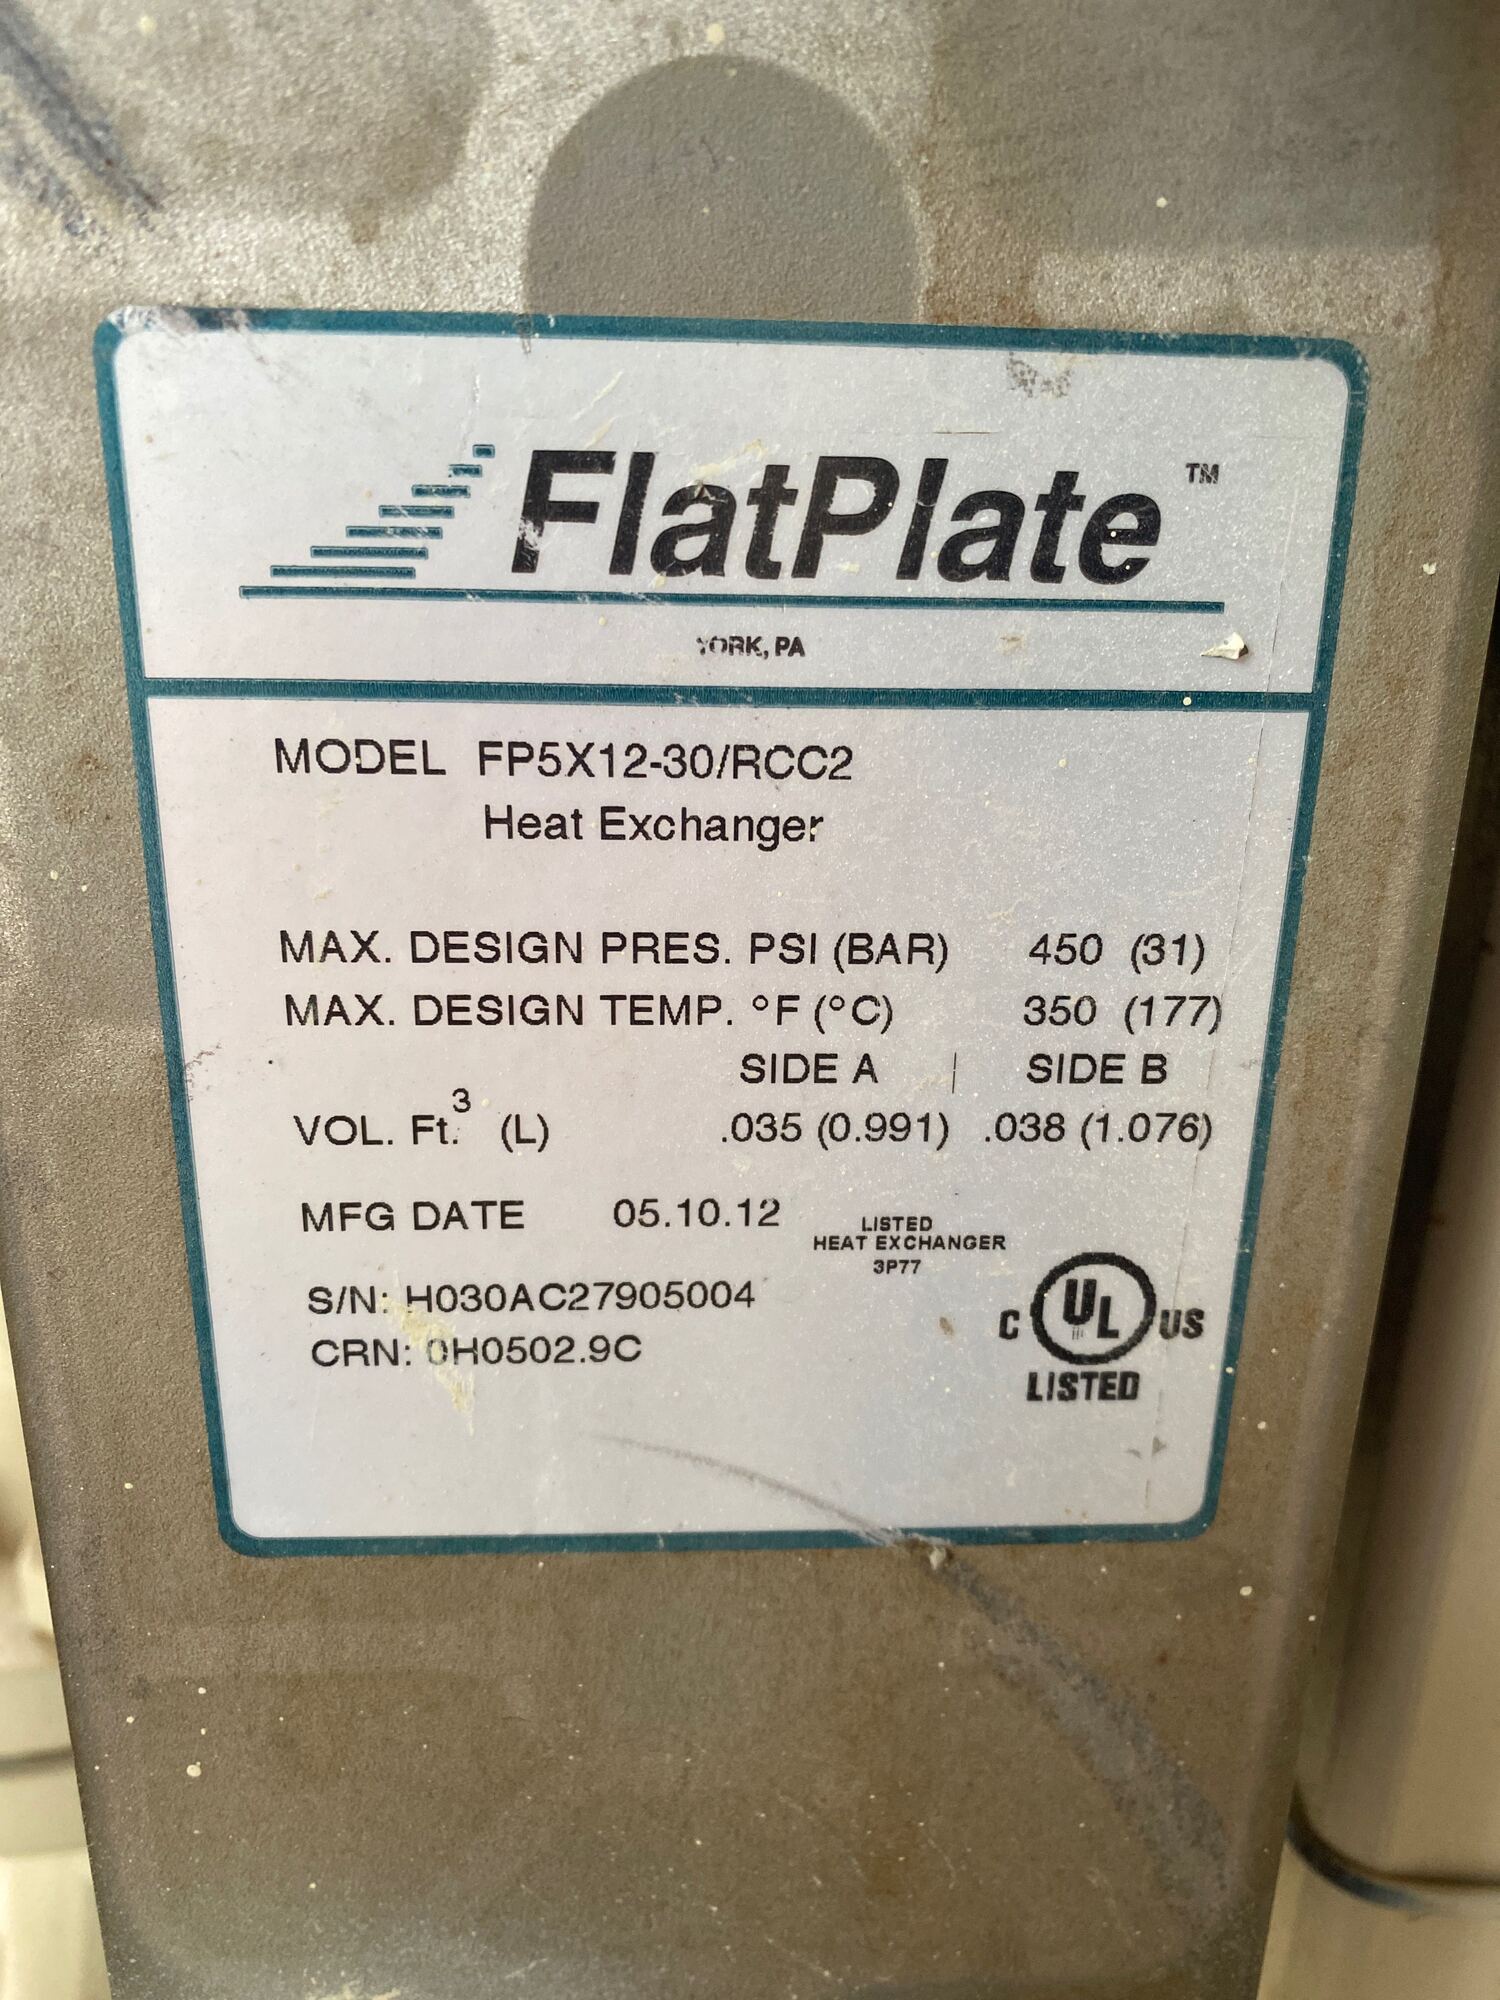 FlatPlate™
YORK, PA
MODEL FP5X12-30/RCC2
Heat Exchanger
MAX. DESIGN PRES. PSI (BAR) 450 (31)
MAX. DESIGN TEMP. °F (°C) 350 (177)
SIDE A | SIDE B
VOL. Ft.³ (L) .035 (0.991) .038 (1.076)
MFG DATE 05.10.12
LISTED
HEAT EXCHANGER
3P77
S/N: H030AC27905004
CRN: 0H0502.9C
C UL US
LISTED